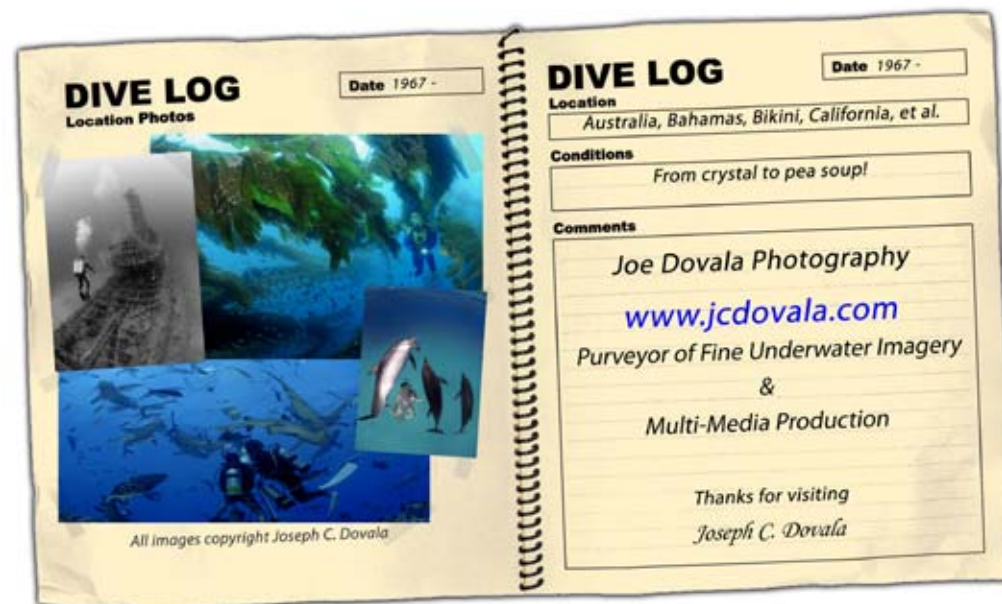 DIVE LOG
Date 1967 -
Location Photos
All images copyright Joseph C. Dovala
DIVE LOG
Date 1967 -
Location
Australia, Bahamas, Bikini, California, et al.
Conditions
From crystal to pea soup!
Comments
Joe Dovala Photography
www.jcdovala.com
Purveyor of Fine Underwater Imagery
&
Multi-Media Production
Thanks for visiting
Joseph C. Dovala